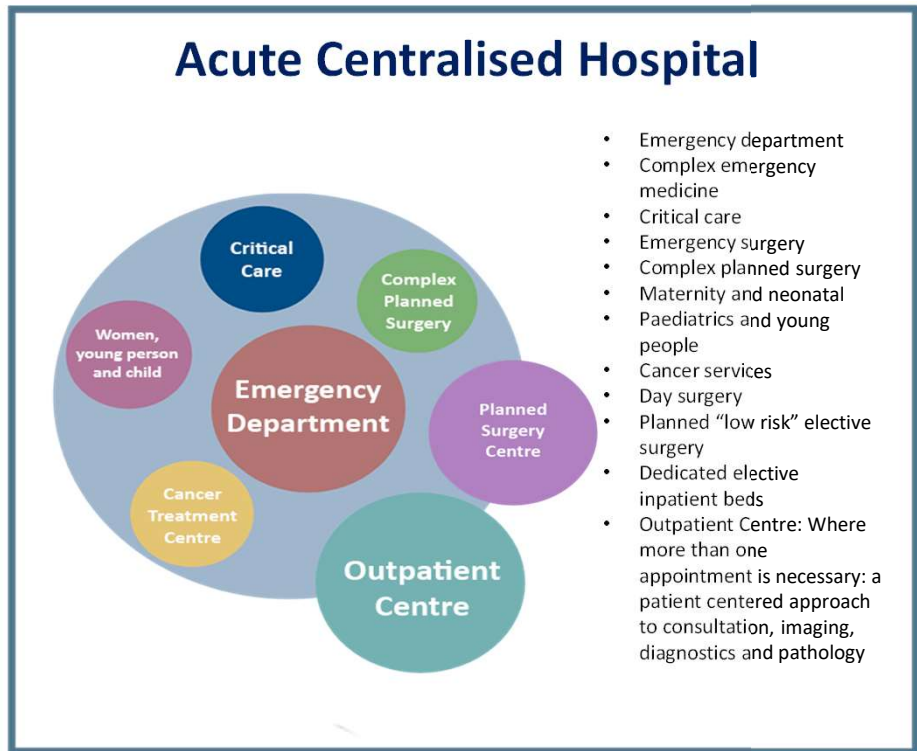 Acute Centralised Hospital
Critical
Care
Complex
Planned
Surgery
Women,
young person
and child
Emergency
Department
Planned
Surgery
Centre
Cancer
Treatment
Centre
Outpatient
Centre
• Emergency department
• Complex emergency
medicine
• Critical care
• Emergency surgery
• Complex planned surgery
• Maternity and neonatal
• Paediatrics and young
people
• Cancer services
• Day surgery
• Planned “low risk” elective
surgery
• Dedicated elective
inpatient beds
• Outpatient Centre: Where
more than one
appointment is necessary: a
patient centered approach
to consultation, imaging,
diagnostics and pathology